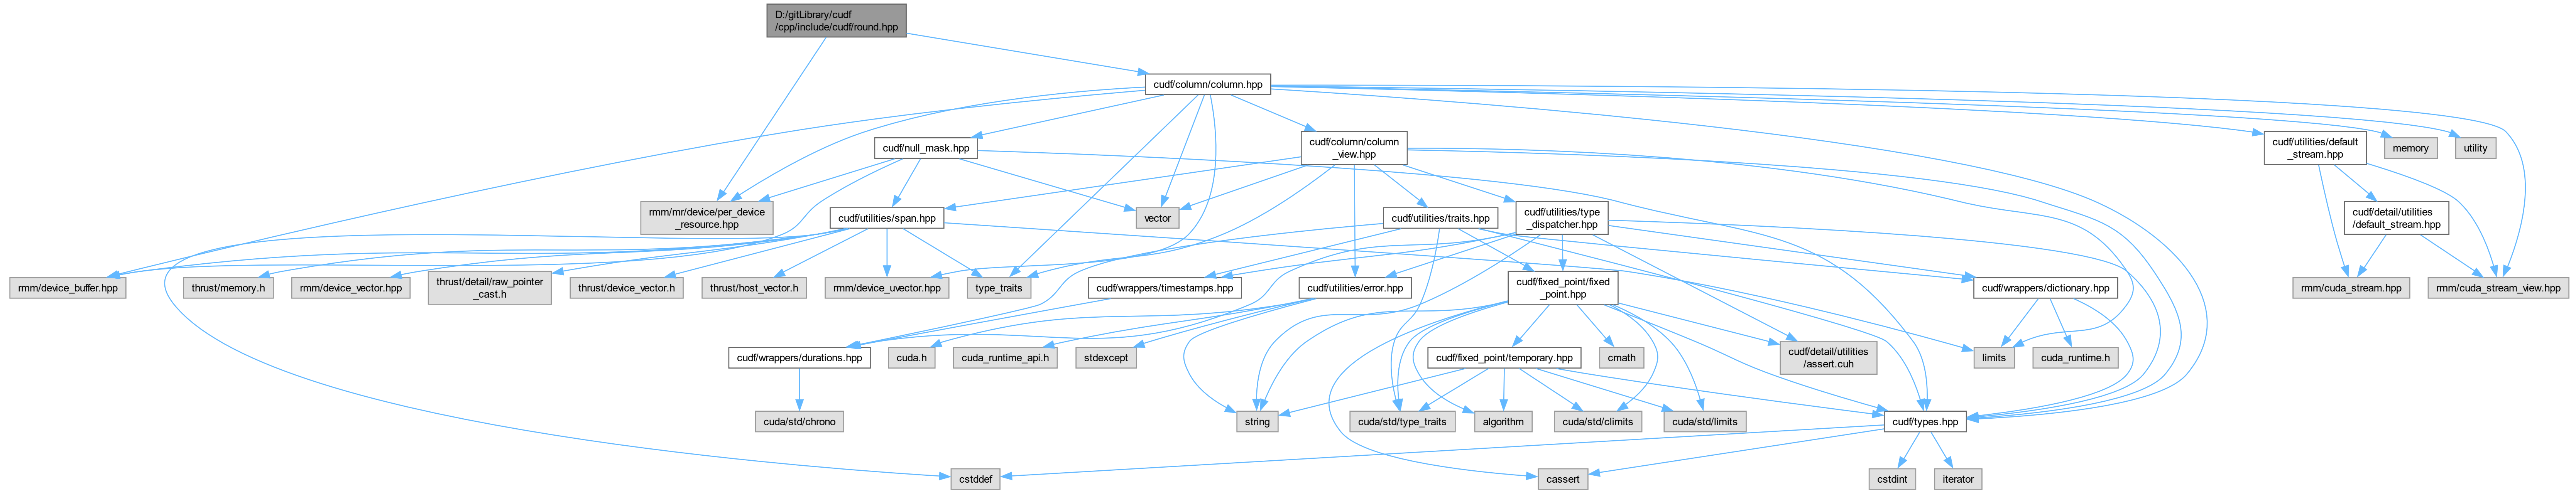 D:/gitLibrary/cudf
/cpp/include/cudf/round.hpp
cudf/column/column.hpp
cudf/null_mask.hpp
cudf/column/column
_view.hpp
cudf/utilities/default
_stream.hpp
memory
utility
rmm/mr/device/per_device
_resource.hpp
cudf/utilities/span.hpp
vector
cudf/utilities/traits.hpp
cudf/utilities/type
_dispatcher.hpp
cudf/detail/utilities
/default_stream.hpp
rmm/device_buffer.hpp
thrust/memory.h
rmm/device_vector.hpp
thrust/detail/raw_pointer
_cast.h
thrust/device_vector.h
thrust/host_vector.h
rmm/device_uvector.hpp
type_traits
cudf/wrappers/timestamps.hpp
cudf/utilities/error.hpp
cudf/fixed_point/fixed
_point.hpp
cudf/wrappers/dictionary.hpp
rmm/cuda_stream.hpp
rmm/cuda_stream_view.hpp
cudf/wrappers/durations.hpp
cuda.h
cuda_runtime_api.h
stdexcept
cudf/fixed_point/temporary.hpp
cmath
cudf/detail/utilities
/assert.cuh
limits
cuda_runtime.h
cuda/std/chrono
string
cuda/std/type_traits
algorithm
cuda/std/climits
cuda/std/limits
cudf/types.hpp
cstddef
cassert
cstdint
iterator